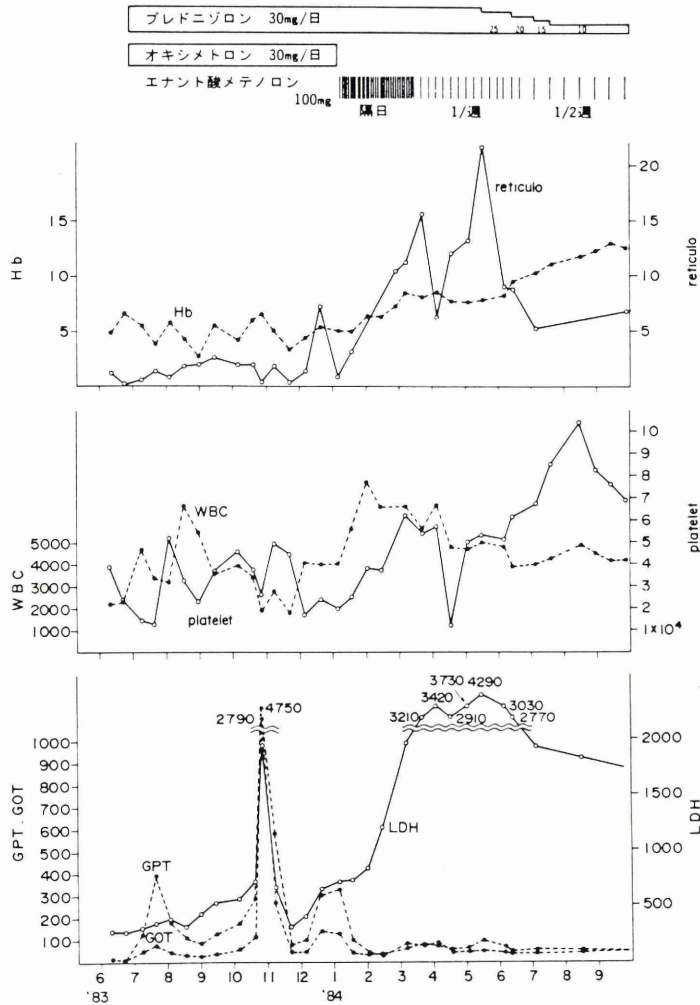 プレドニゾロン 30mg/日
25 20 15 10
オキシメトロン 30mg/日
エナント酸メテノロン
100mg
隔日 1/週 1/2週
Hb
15
10
5
reticulo
20
15
10
5
reticulo
Hb
WBC
5000
4000
3000
2000
1000
platelet
10
9
8
7
6
5
4
3
2
1×10⁴
WBC
platelet
GPT.GOT
1000
900
800
700
600
500
400
300
200
100
LDH
2000
1500
1000
500
2790 4750
3210 3420 3730 4290 2910 3030 2770
LDH
GPT
GOT
6 7 8 9 10 11 12 1 2 3 4 5 6 7 8 9
'83 '84